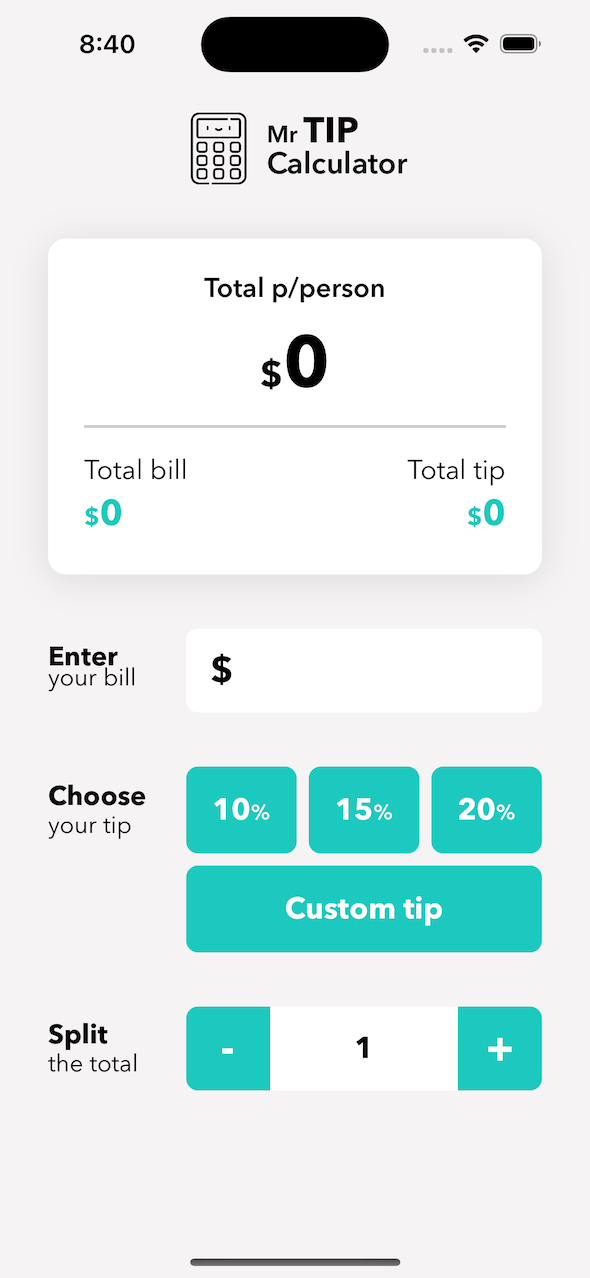 8:40
Mr TIP
Calculator
Total p/person
$0
Total bill
Total tip
$0
$0
Enter
your bill
$
Choose
your tip
10%
15%
20%
Custom tip
Split
the total
-
1
+